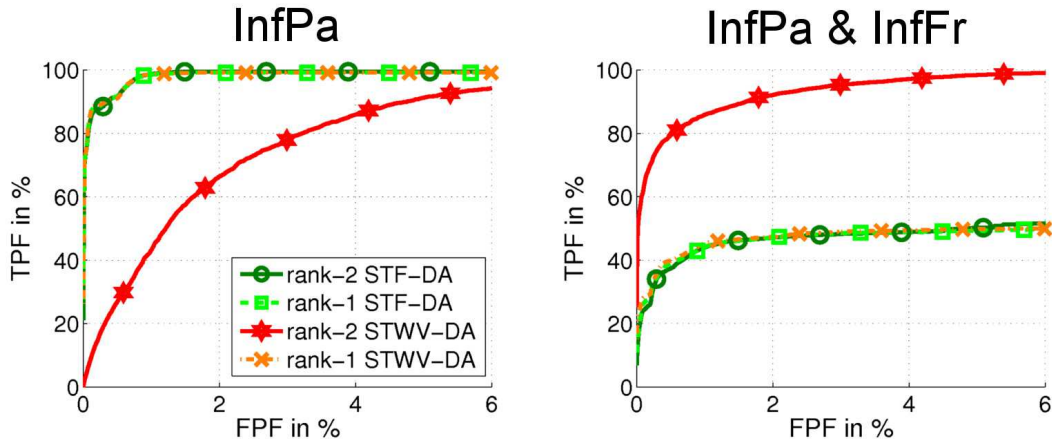 InfPa
TPF in %
100
80
60
40
20
0
0 2 4 6
FPF in %
rank-2 STF-DA
rank-1 STF-DA
rank-2 STWV-DA
rank-1 STWV-DA
InfPa & InfFr
TPF in %
100
80
60
40
20
0
0 2 4 6
FPF in %